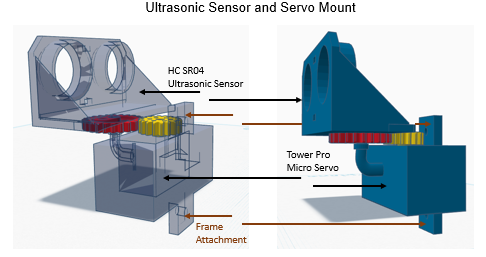 Ultrasonic Sensor and Servo Mount
HC SR04
Ultrasonic Sensor
Tower Pro
Micro Servo
Frame
Attachment